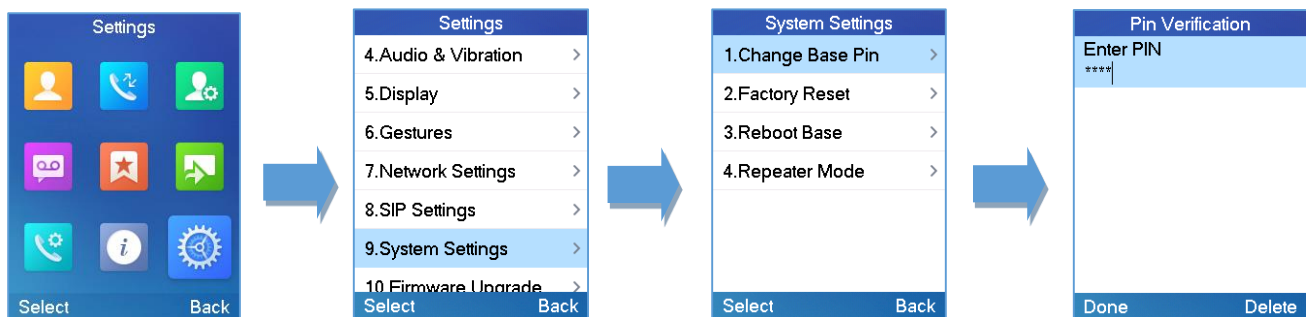 Settings
Select Back
Settings
4.Audio & Vibration
5.Display
6.Gestures
7.Network Settings
8.SIP Settings
9.System Settings
10 Firmware Upgrade
Select Back
System Settings
1.Change Base Pin
2.Factory Reset
3.Reboot Base
4.Repeater Mode
Select Back
Pin Verification
Enter PIN
****
Done Delete